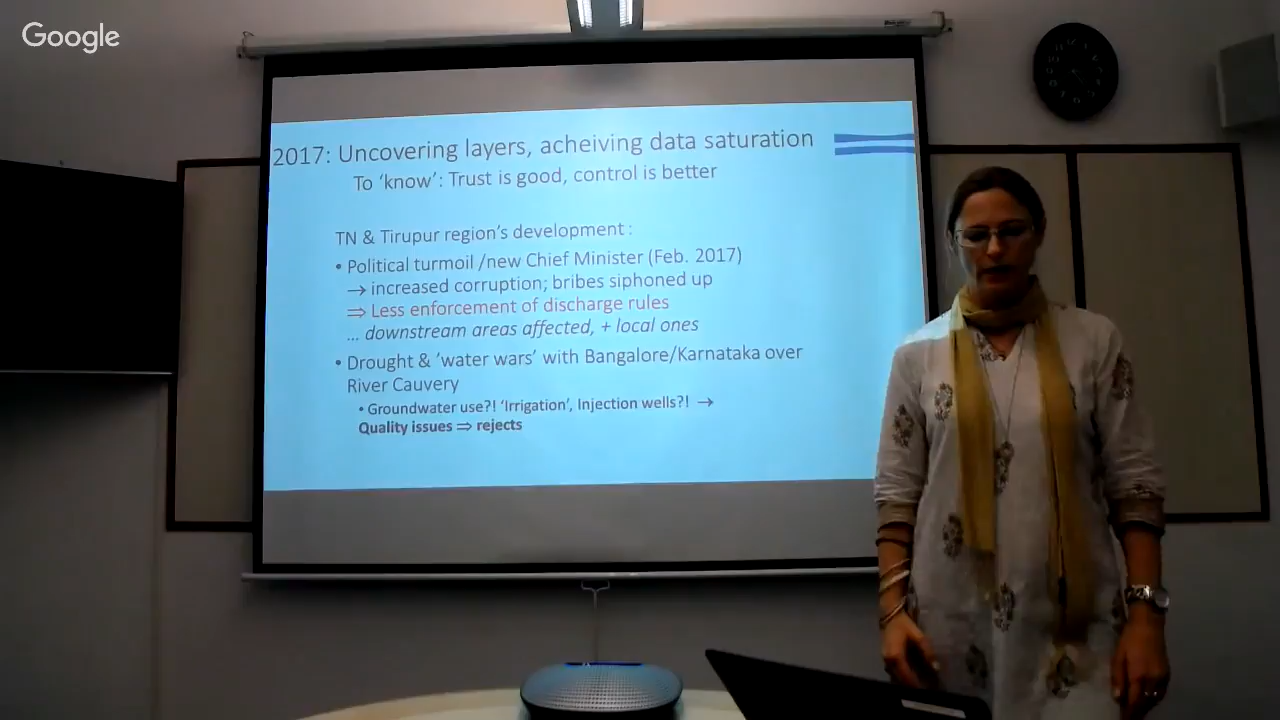 Google
2017: Uncovering layers, acheiving data saturation
To ‘know’: Trust is good, control is better
TN & Tirupur region’s development :
• Political turmoil /new Chief Minister (Feb. 2017)
→ increased corruption; bribes siphoned up
⇒ Less enforcement of discharge rules
... downstream areas affected, + local ones
• Drought & ‘water wars’ with Bangalore/Karnataka over
River Cauvery
• Groundwater use?! ‘Irrigation’, Injection wells?! →
Quality issues ⇒ rejects